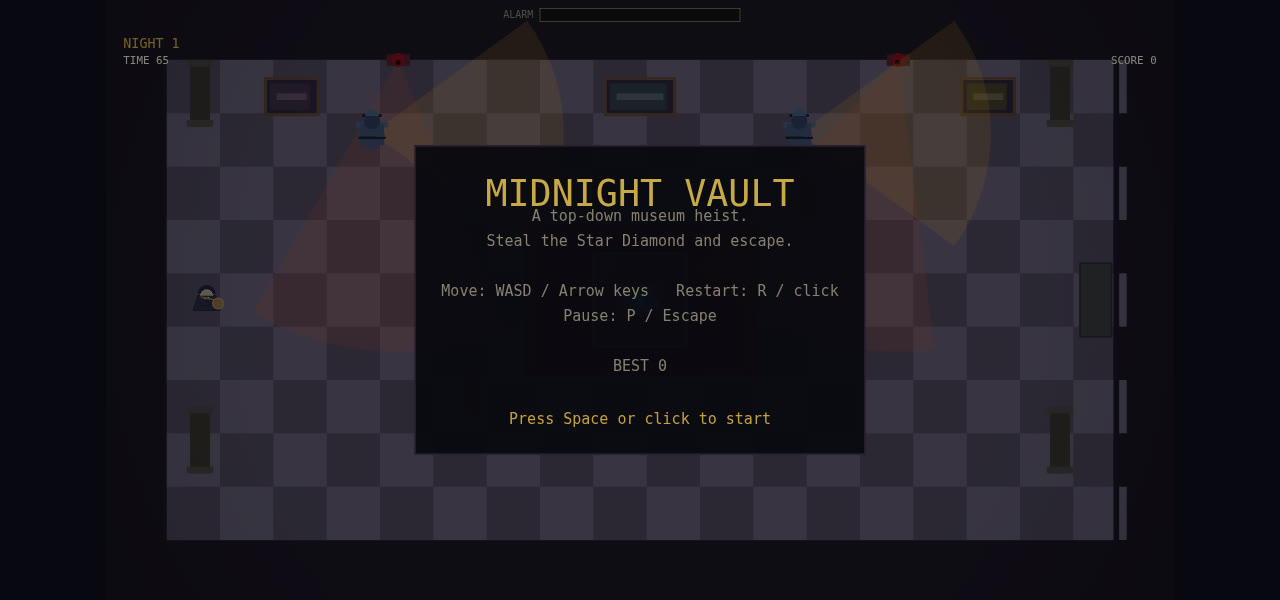 ALARM
NIGHT 1
TIME 65
SCORE 0
MIDNIGHT VAULT
A top-down museum heist.
Steal the Star Diamond and escape.
Move: WASD / Arrow keys   Restart: R / click
Pause: P / Escape
BEST 0
Press Space or click to start